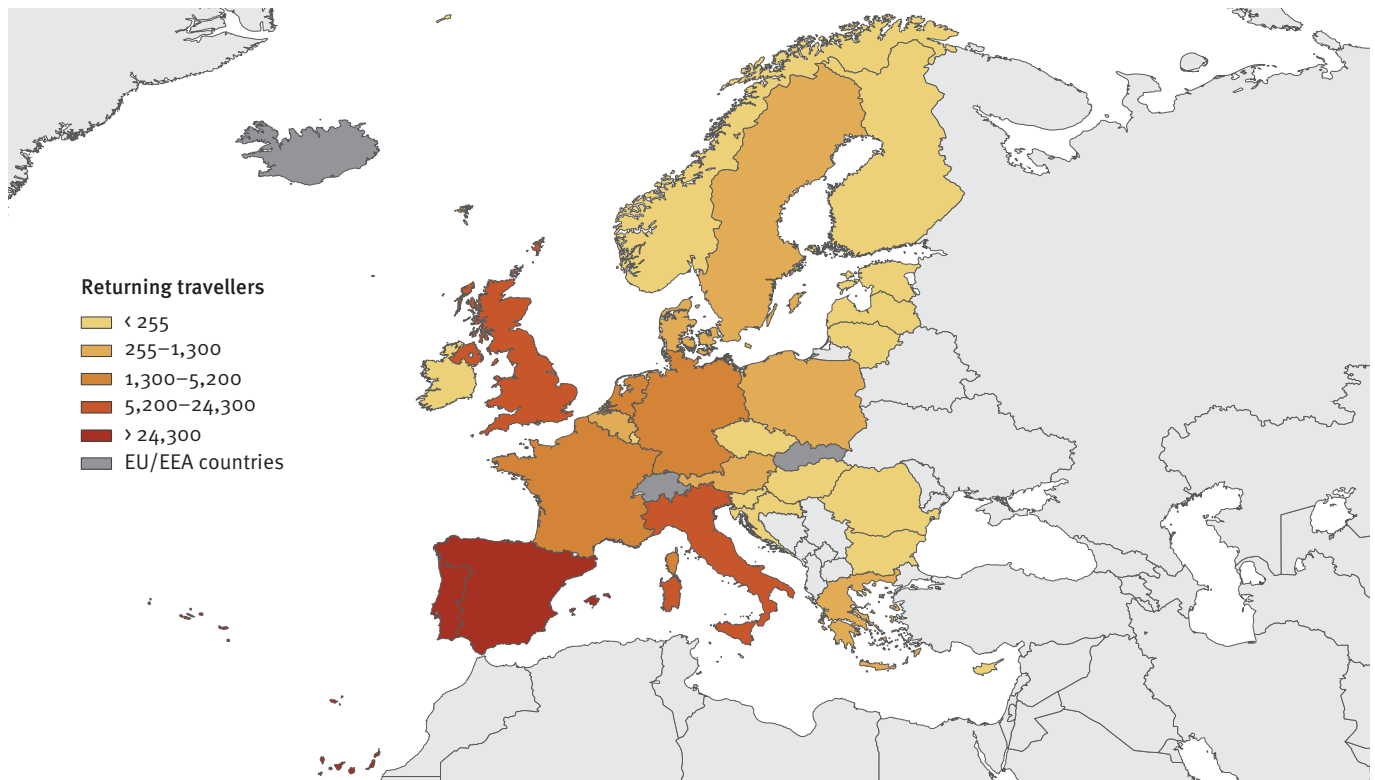 Returning travellers
< 255
255–1,300
1,300–5,200
5,200–24,300
> 24,300
EU/EEA countries